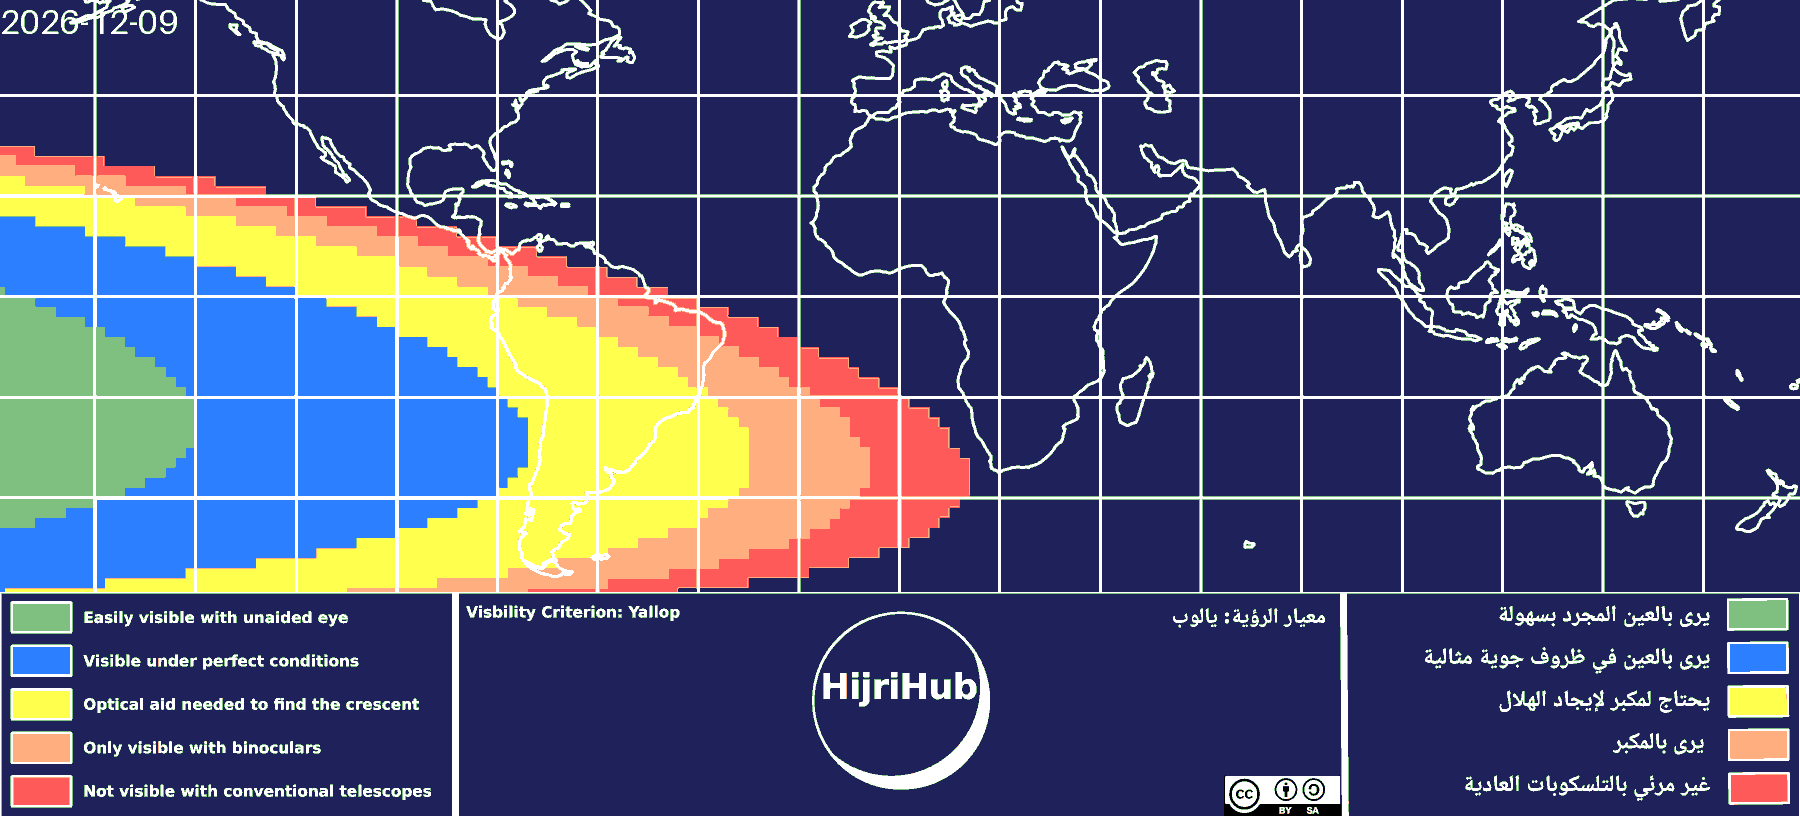 2026-12-09
Easily visible with unaided eye
Visible under perfect conditions
Optical aid needed to find the crescent
Only visible with binoculars
Not visible with conventional telescopes
Visbility Criterion: Yallop
معيار الرؤية: يالوب
HijriHub
cc
BY SA
يرى بالعين المجرد بسهولة
يرى بالعين في ظروف جوية مثالية
يحتاج لمكبر لإيجاد الهلال
يرى بالمكبر
غير مرئي بالتلسكوبات العادية